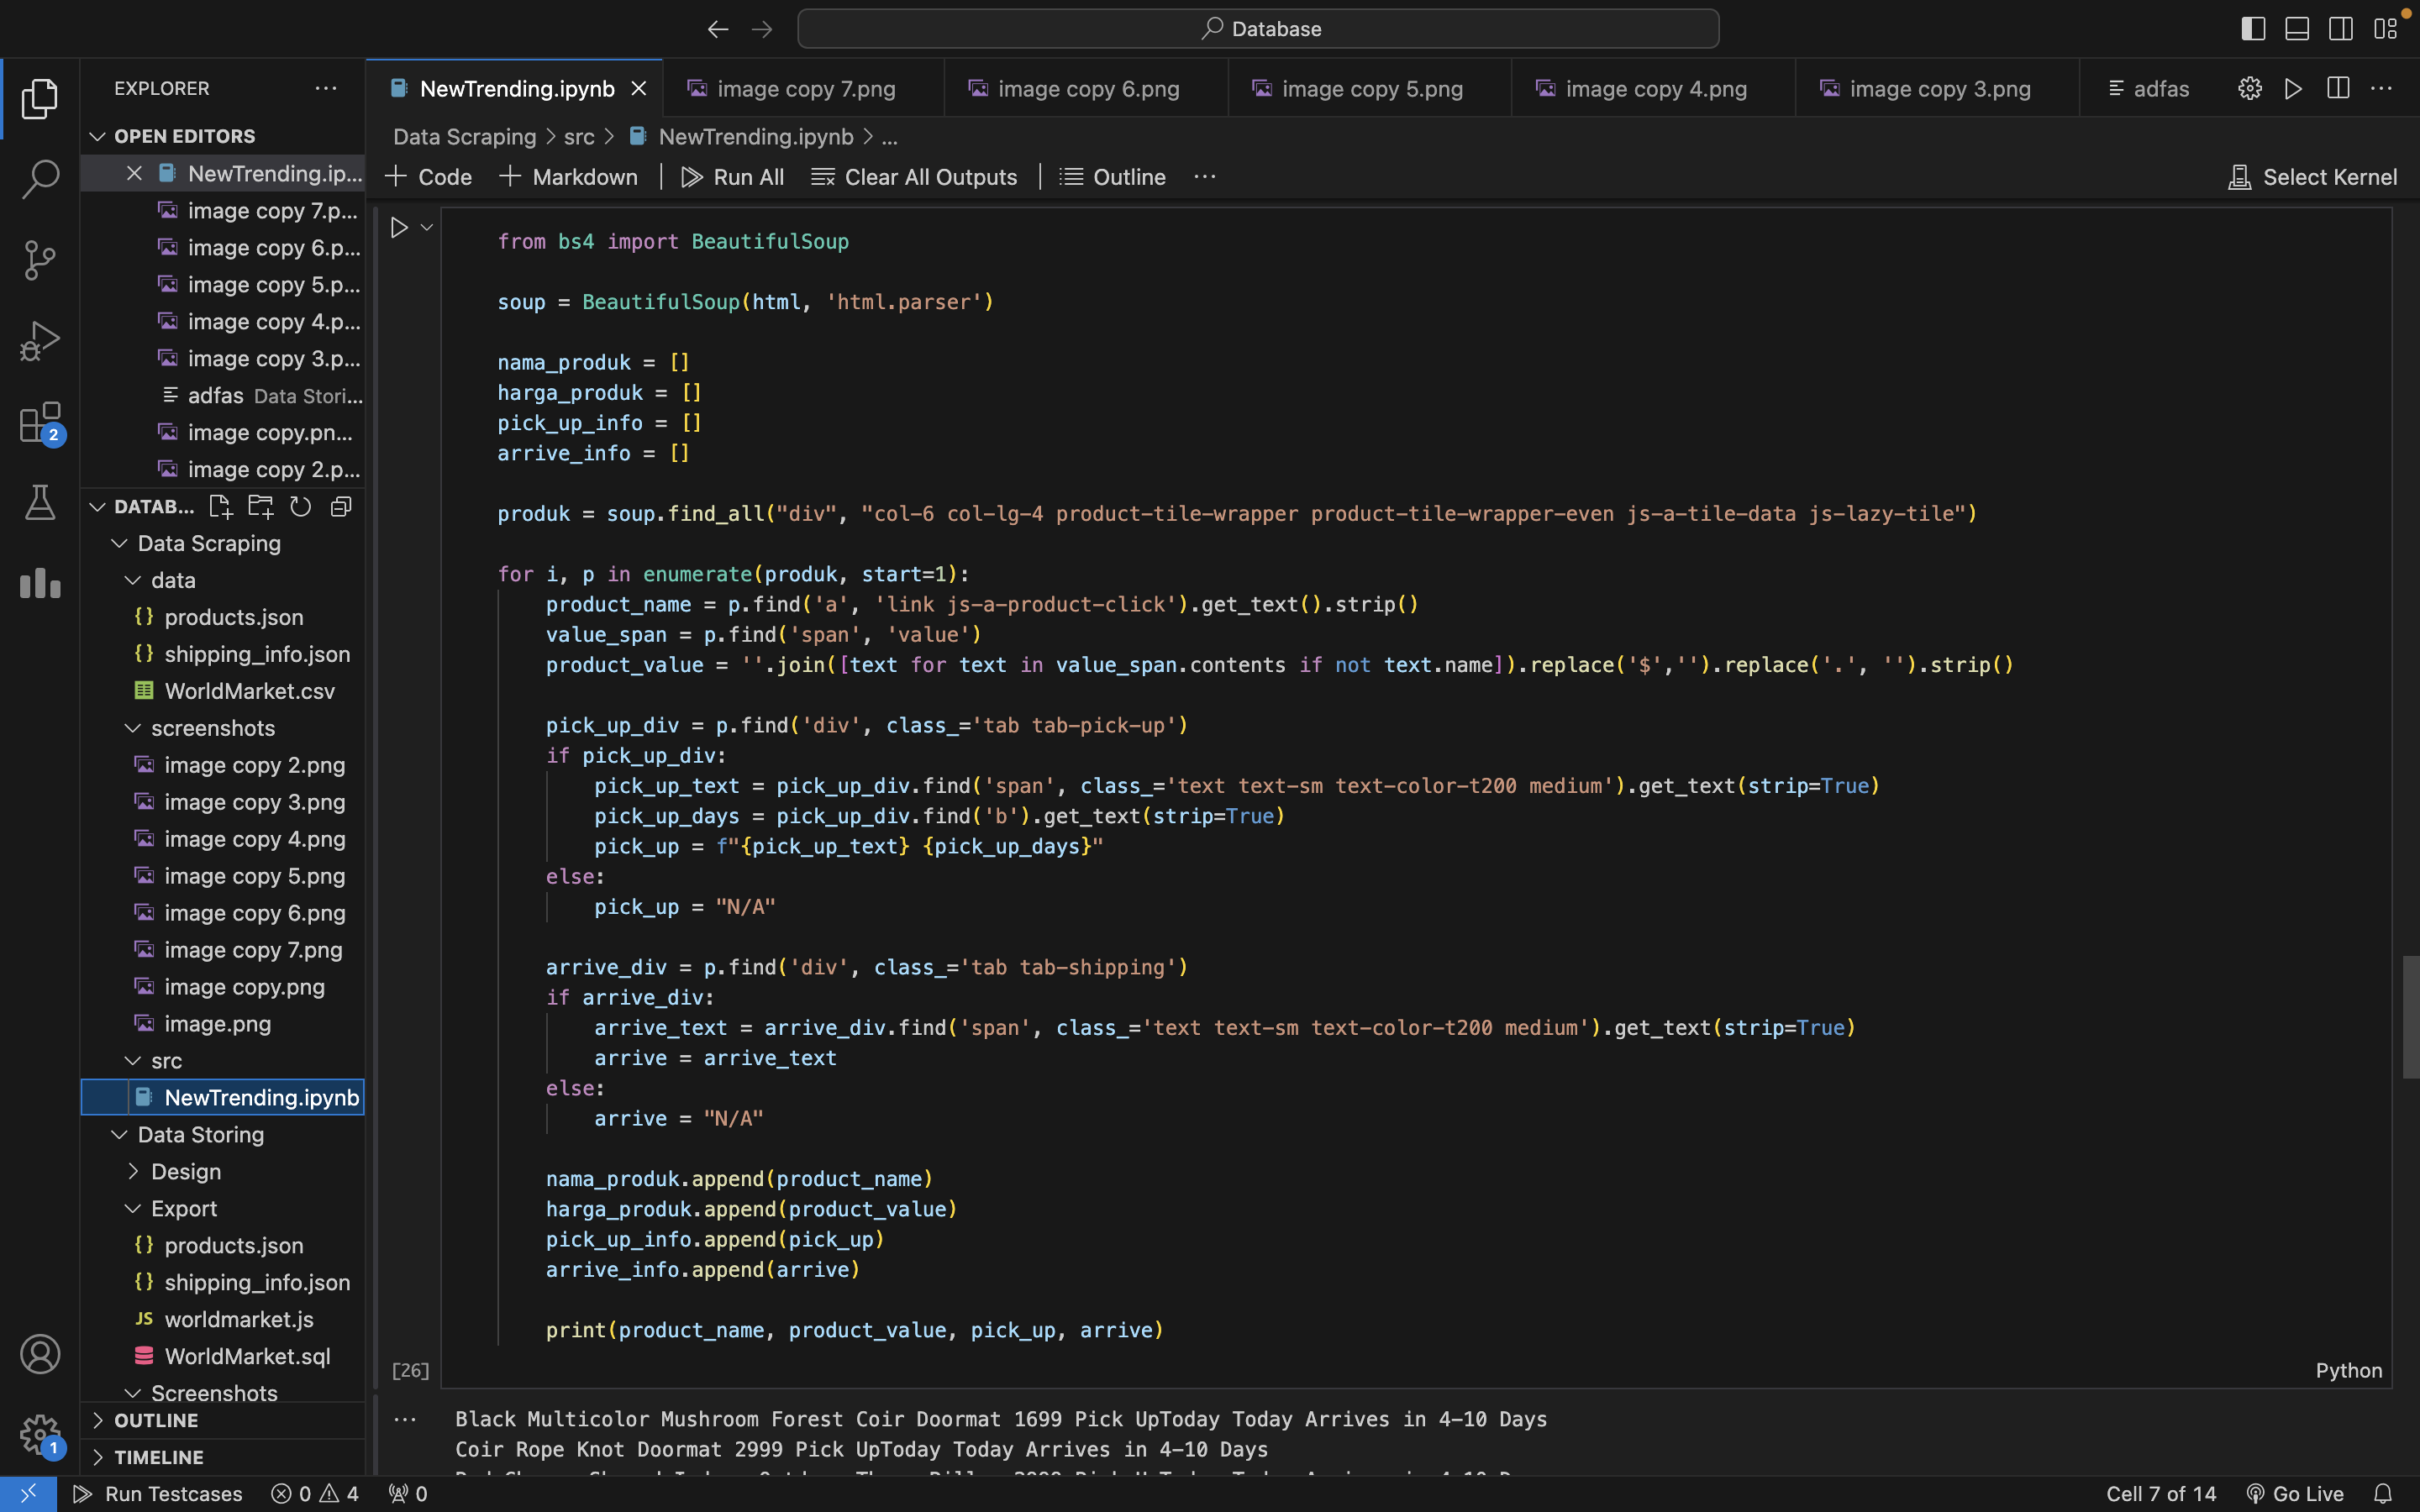 Database
EXPLORER
OPEN EDITORS
NewTrending.ip...
image copy 7.p...
image copy 6.p...
image copy 5.p...
image copy 4.p...
image copy 3.p...
adfas Data Stori...
image copy.pn...
image copy 2.p...
DATAB...
Data Scraping
data
{} products.json
{} shipping_info.json
WorldMarket.csv
screenshots
image copy 2.png
image copy 3.png
image copy 4.png
image copy 5.png
image copy 6.png
image copy 7.png
image copy.png
image.png
src
NewTrending.ipynb
Data Storing
Design
Export
{} products.json
{} shipping_info.json
JS worldmarket.js
WorldMarket.sql
Screenshots
OUTLINE
TIMELINE
2
1
NewTrending.ipynb image copy 7.png image copy 6.png image copy 5.png image copy 4.png image copy 3.png adfas
Data Scraping > src > NewTrending.ipynb > ...
+ Code + Markdown | Run All Clear All Outputs | Outline ... Select Kernel
from bs4 import BeautifulSoup
soup = BeautifulSoup(html, 'html.parser')
nama_produk = []
harga_produk = []
pick_up_info = []
arrive_info = []
produk = soup.find_all("div", "col-6 col-lg-4 product-tile-wrapper product-tile-wrapper-even js-a-tile-data js-lazy-tile")
for i, p in enumerate(produk, start=1):
    product_name = p.find('a', 'link js-a-product-click').get_text().strip()
    value_span = p.find('span', 'value')
    product_value = ''.join([text for text in value_span.contents if not text.name]).replace('$','').replace('.', '').strip()
    pick_up_div = p.find('div', class_='tab tab-pick-up')
    if pick_up_div:
        pick_up_text = pick_up_div.find('span', class_='text text-sm text-color-t200 medium').get_text(strip=True)
        pick_up_days = pick_up_div.find('b').get_text(strip=True)
        pick_up = f"{pick_up_text} {pick_up_days}"
    else:
        pick_up = "N/A"
    arrive_div = p.find('div', class_='tab tab-shipping')
    if arrive_div:
        arrive_text = arrive_div.find('span', class_='text text-sm text-color-t200 medium').get_text(strip=True)
        arrive = arrive_text
    else:
        arrive = "N/A"
    nama_produk.append(product_name)
    harga_produk.append(product_value)
    pick_up_info.append(pick_up)
    arrive_info.append(arrive)
    print(product_name, product_value, pick_up, arrive)
[26]
Python
Black Multicolor Mushroom Forest Coir Doormat 1699 Pick UpToday Today Arrives in 4-10 Days
Coir Rope Knot Doormat 2999 Pick UpToday Today Arrives in 4-10 Days
Run Testcases 0 4 0 Cell 7 of 14 Go Live